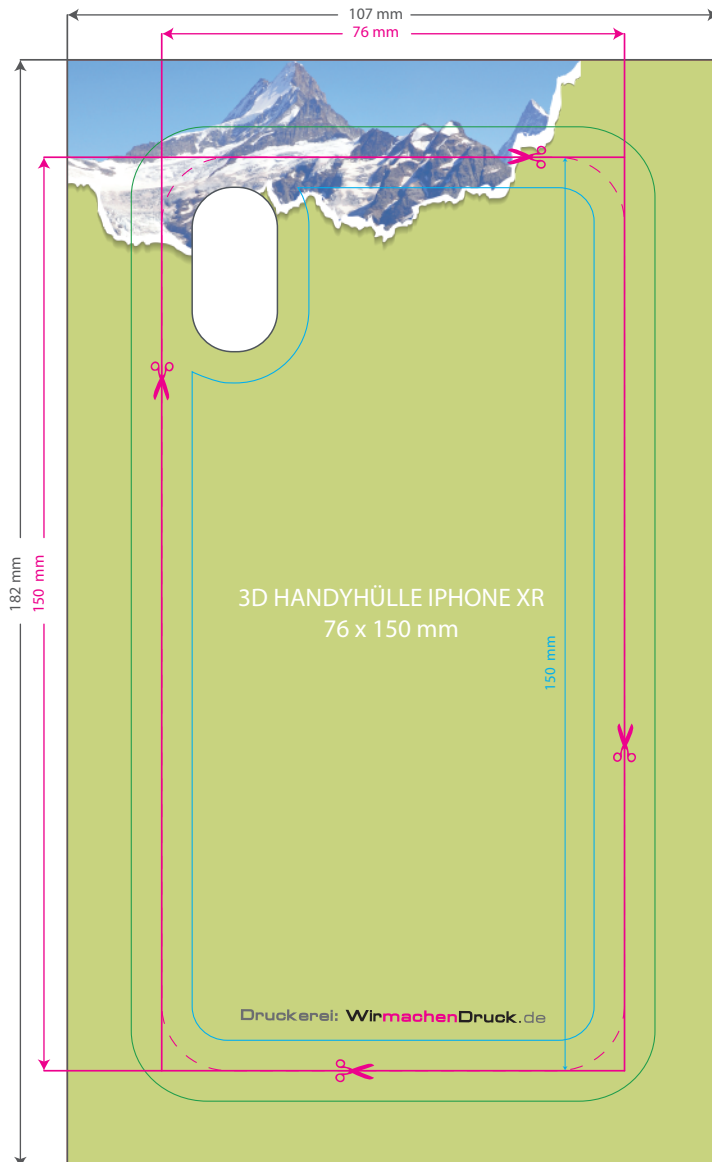 107 mm
76 mm
182 mm
150 mm
3D HANDYHÜLLE IPHONE XR
76 x 150 mm
150 mm
Druckerei: WirmachenDruck.de